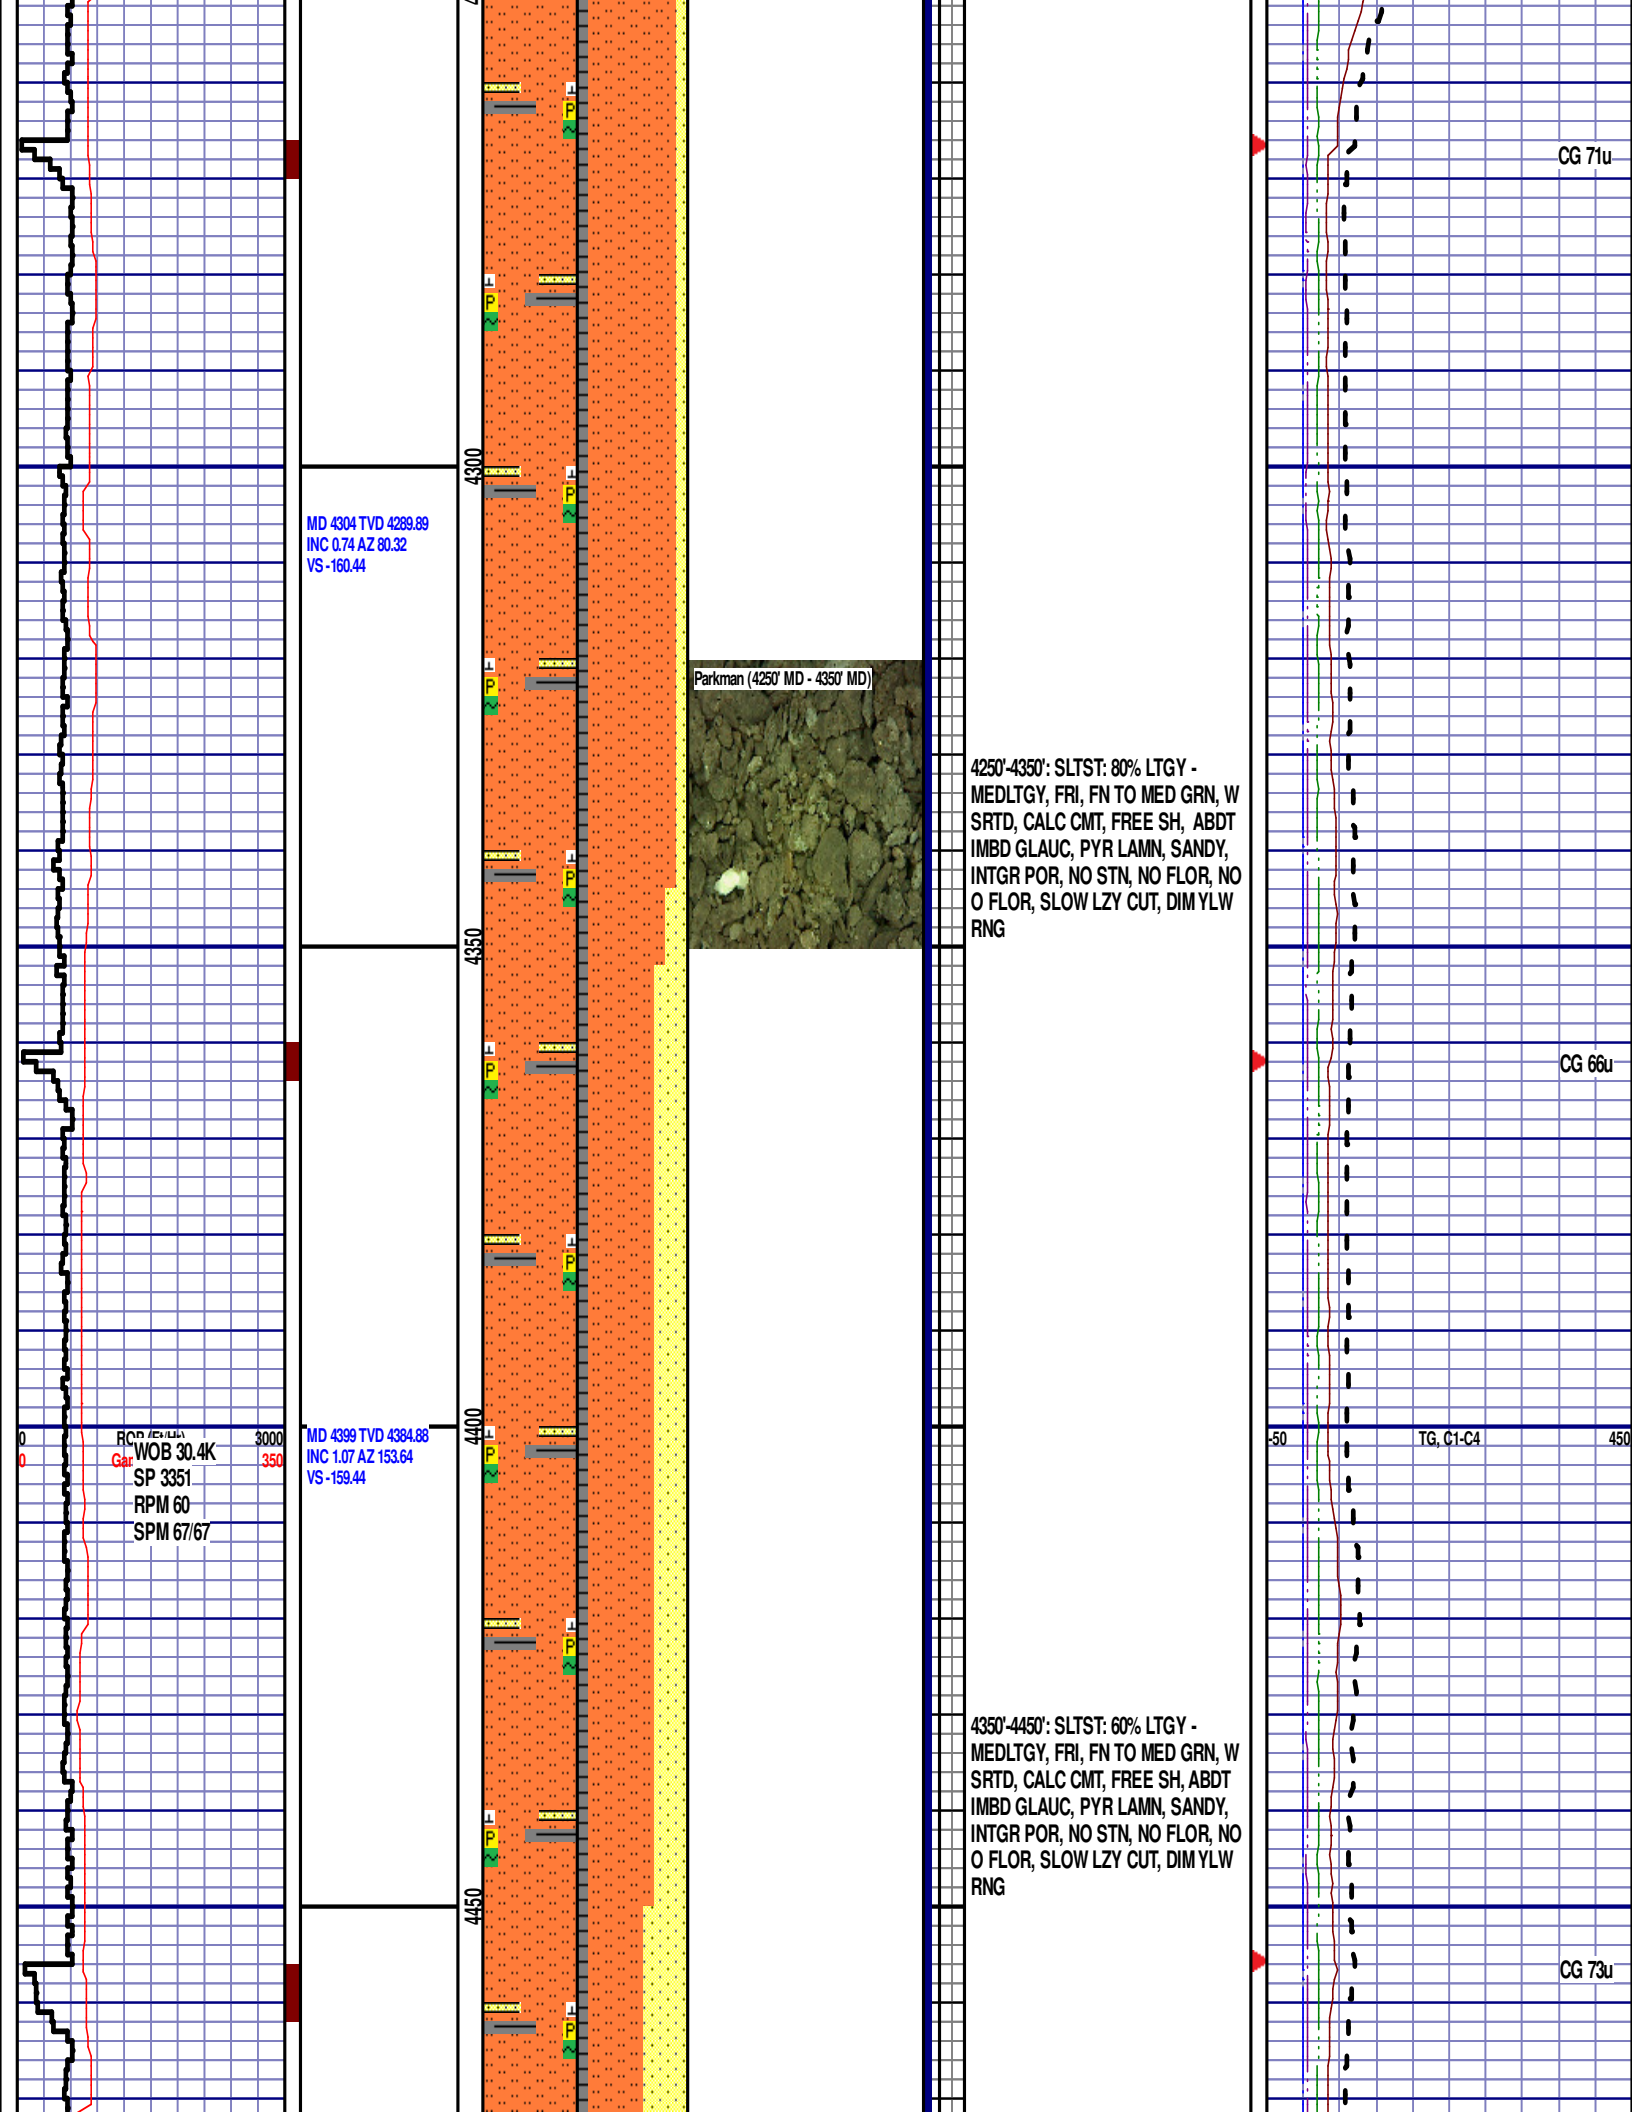 CG 71u
4300
MD 4304 TVD 4289.89
INC 0.74 AZ 80.32
VS -160.44
Parkman (4250' MD - 4350' MD)
4250'-4350': SLTST: 80% LTGY -
MEDLTGY, FRI, FN TO MED GRN, W
SRTD, CALC CMT, FREE SH, ABDT
IMBD GLAUC, PYR LAMN, SANDY,
INTGR POR, NO STN, NO FLOR, NO
O FLOR, SLOW LZY CUT, DIM YLW
RNG
4350
CG 66u
4400
0 ROP (Ft/Hr) 3000
0 Gar 350
WOB 30.4K
SP 3351
RPM 60
SPM 67/67
MD 4399 TVD 4384.88
INC 1.07 AZ 153.64
VS -159.44
-50 TG, C1-C4 450
4350'-4450': SLTST: 60% LTGY -
MEDLTGY, FRI, FN TO MED GRN, W
SRTD, CALC CMT, FREE SH, ABDT
IMBD GLAUC, PYR LAMN, SANDY,
INTGR POR, NO STN, NO FLOR, NO
O FLOR, SLOW LZY CUT, DIM YLW
RNG
4450
CG 73u
P
P
P
P
P
P
P
P
P
P
P